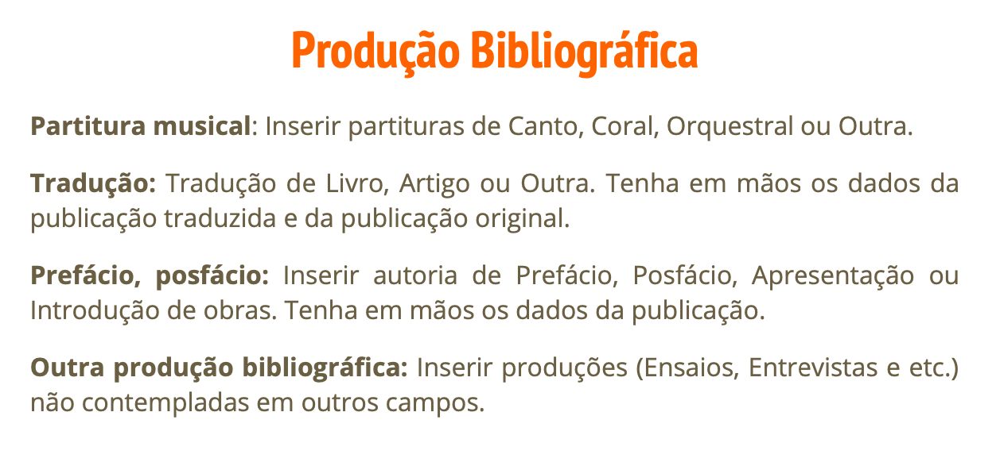 Produção Bibliográfica
Partitura musical: Inserir partituras de Canto, Coral, Orquestral ou Outra.
Tradução: Tradução de Livro, Artigo ou Outra. Tenha em mãos os dados da
publicação traduzida e da publicação original.
Prefácio, posfácio: Inserir autoria de Prefácio, Posfácio, Apresentação ou
Introdução de obras. Tenha em mãos os dados da publicação.
Outra produção bibliográfica: Inserir produções (Ensaios, Entrevistas e etc.)
não contempladas em outros campos.